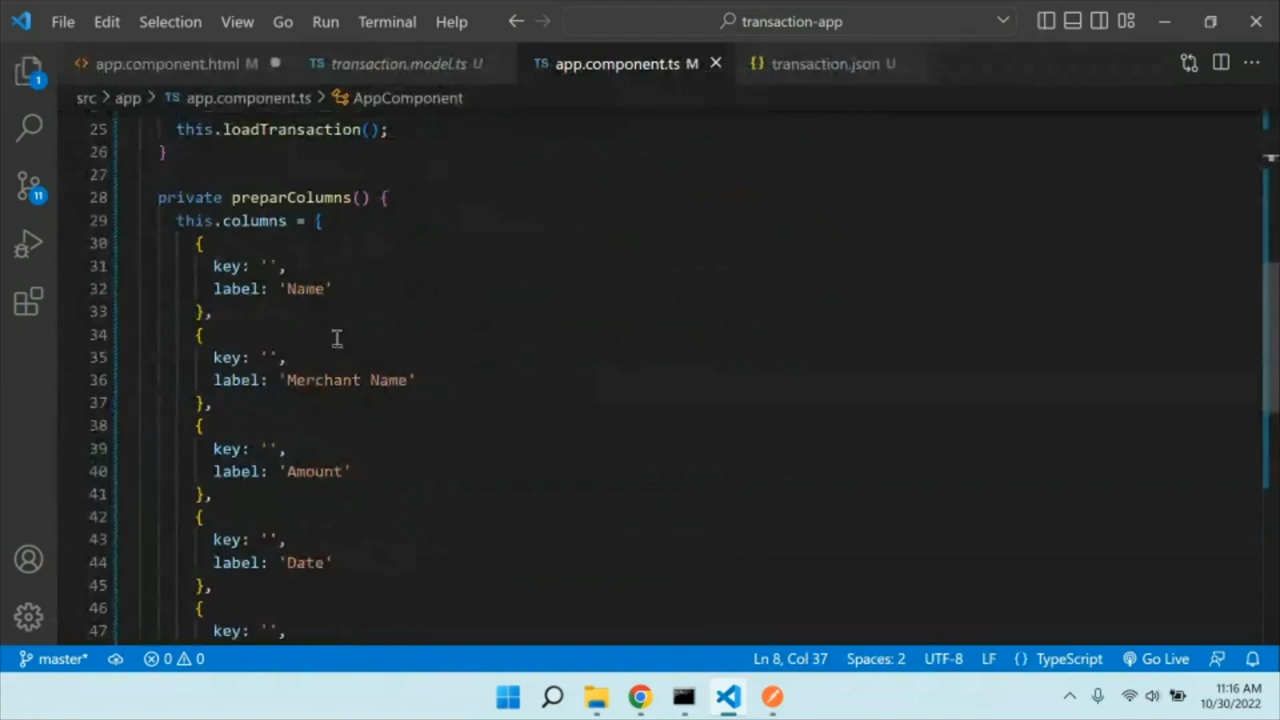 File Edit Selection View Go Run Terminal Help transaction-app
app.component.html M transaction.model.ts U app.component.ts M transaction.json U
src > app > TS app.component.ts > AppComponent
25 this.loadTransaction();
26 }
27
28 private preparColumns() {
29 this.columns = [
30 {
31 key: '',
32 label: 'Name'
33 },
34 {
35 key: '',
36 label: 'Merchant Name'
37 },
38 {
39 key: '',
40 label: 'Amount'
41 },
42 {
43 key: '',
44 label: 'Date'
45 },
46 {
47 key: '',
master* 0 0 Ln 8, Col 37 Spaces: 2 UTF-8 LF {} TypeScript Go Live
11:16 AM
10/30/2022